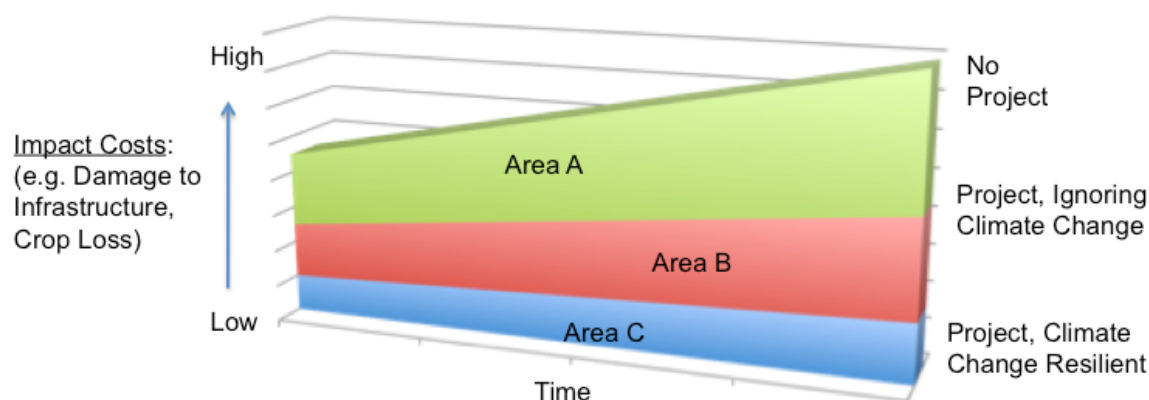 High
No
Project
Impact Costs:
(e.g. Damage to
Infrastructure,
Crop Loss)
Area A
Project, Ignoring
Climate Change
Area B
Low
Area C
Project, Climate
Change Resilient
Time